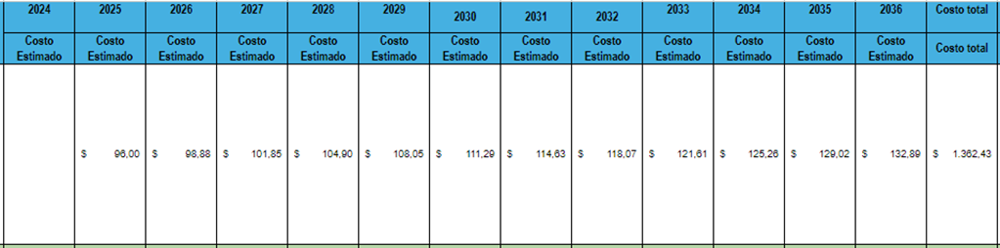 2024 2025 2026 2027 2028 2029 2030 2031 2032 2033 2034 2035 2036 Costo total
Costo Estimado Costo Estimado Costo Estimado Costo Estimado Costo Estimado Costo Estimado Costo Estimado Costo Estimado Costo Estimado Costo Estimado Costo Estimado Costo Estimado Costo Estimado Costo total
$ 96,00 $ 98,88 $ 101,85 $ 104,90 $ 108,05 $ 111,29 $ 114,63 $ 118,07 $ 121,61 $ 125,26 $ 129,02 $ 132,89 $ 1.362,43